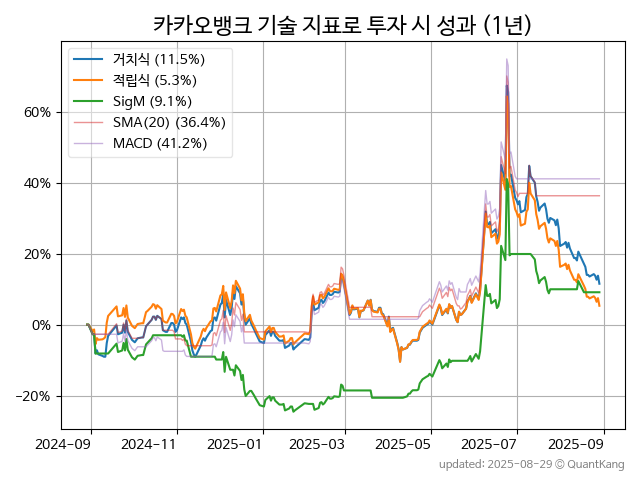 카카오뱅크 기술 지표로 투자 시 성과 (1년)
거치식 (11.5%)
적립식 (5.3%)
SigM (9.1%)
SMA(20) (36.4%)
MACD (41.2%)
60%
40%
20%
0%
−20%
2024-09 2024-11 2025-01 2025-03 2025-05 2025-07 2025-09
updated: 2025-08-29 © QuantKang